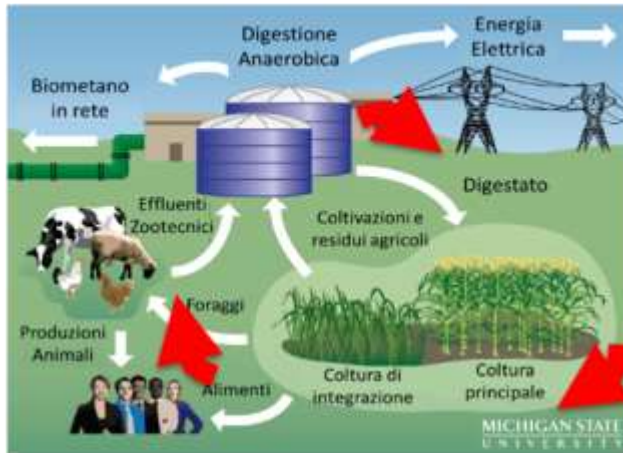 Digestione
Anaerobica
Energia
Elettrica
Biometano
in rete
Effluenti
Zootecnici
Digestato
Coltivazioni e
residui agricoli
Foraggi
Produzioni
Animali
Alimenti
Coltura di
integrazione
Coltura
principale
MICHIGAN STATE
UNIVERSITY